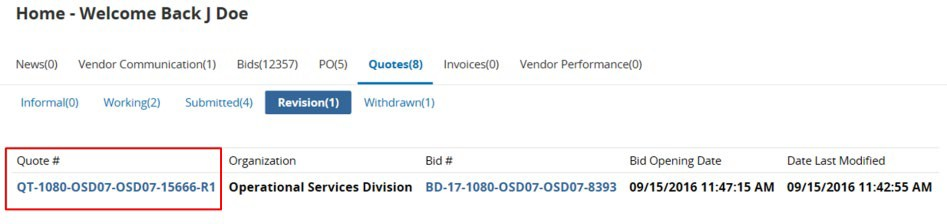 Home - Welcome Back J Doe
News(0) Vendor Communication(1) Bids(12357) PO(5) Quotes(8) Invoices(0) Vendor Performance(0)
Informal(0) Working(2) Submitted(4) Revision(1) Withdrawn(1)
Quote # Organization Bid # Bid Opening Date Date Last Modified
QT-1080-OSD07-OSD07-15666-R1 Operational Services Division BD-17-1080-OSD07-OSD07-8393 09/15/2016 11:47:15 AM 09/15/2016 11:42:55 AM